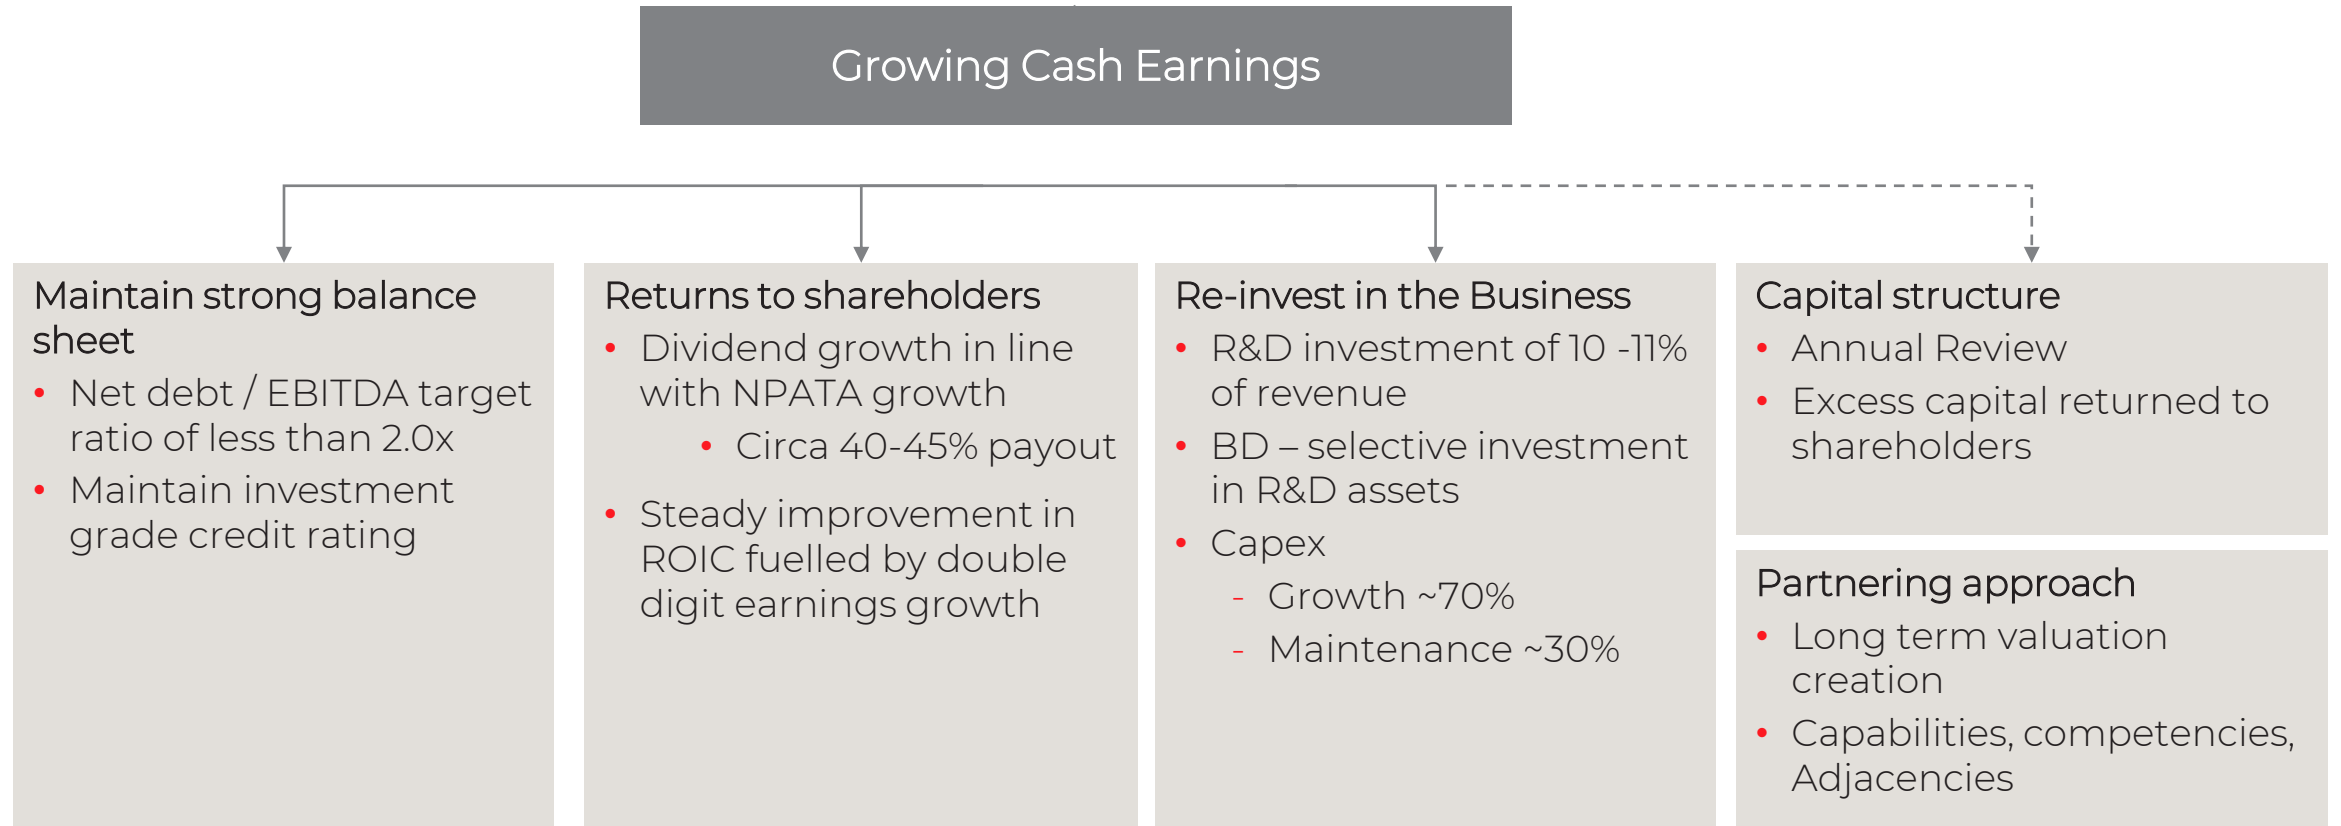 Growing Cash Earnings
Maintain strong balance
sheet
• Net debt / EBITDA target
ratio of less than 2.0x
• Maintain investment
grade credit rating
Returns to shareholders
• Dividend growth in line
with NPATA growth
• Circa 40-45% payout
• Steady improvement in
ROIC fuelled by double
digit earnings growth
Re-invest in the Business
• R&D investment of 10 -11%
of revenue
• BD – selective investment
in R&D assets
• Capex
- Growth ~70%
- Maintenance ~30%
Capital structure
• Annual Review
• Excess capital returned to
shareholders
Partnering approach
• Long term valuation
creation
• Capabilities, competencies,
Adjacencies